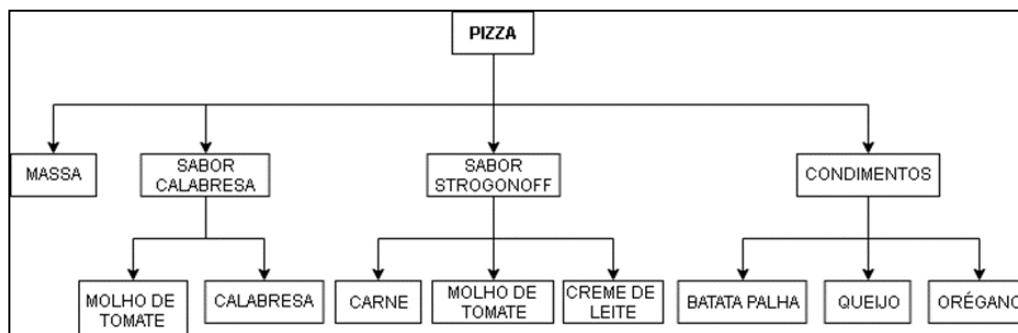 PIZZA
MASSA
SABOR
CALABRESA
SABOR
STROGONOFF
CONDIMENTOS
MOLHO DE
TOMATE
CALABRESA
CARNE
MOLHO DE
TOMATE
CREME DE
LEITE
BATATA PALHA
QUEIJO
ORÉGANO